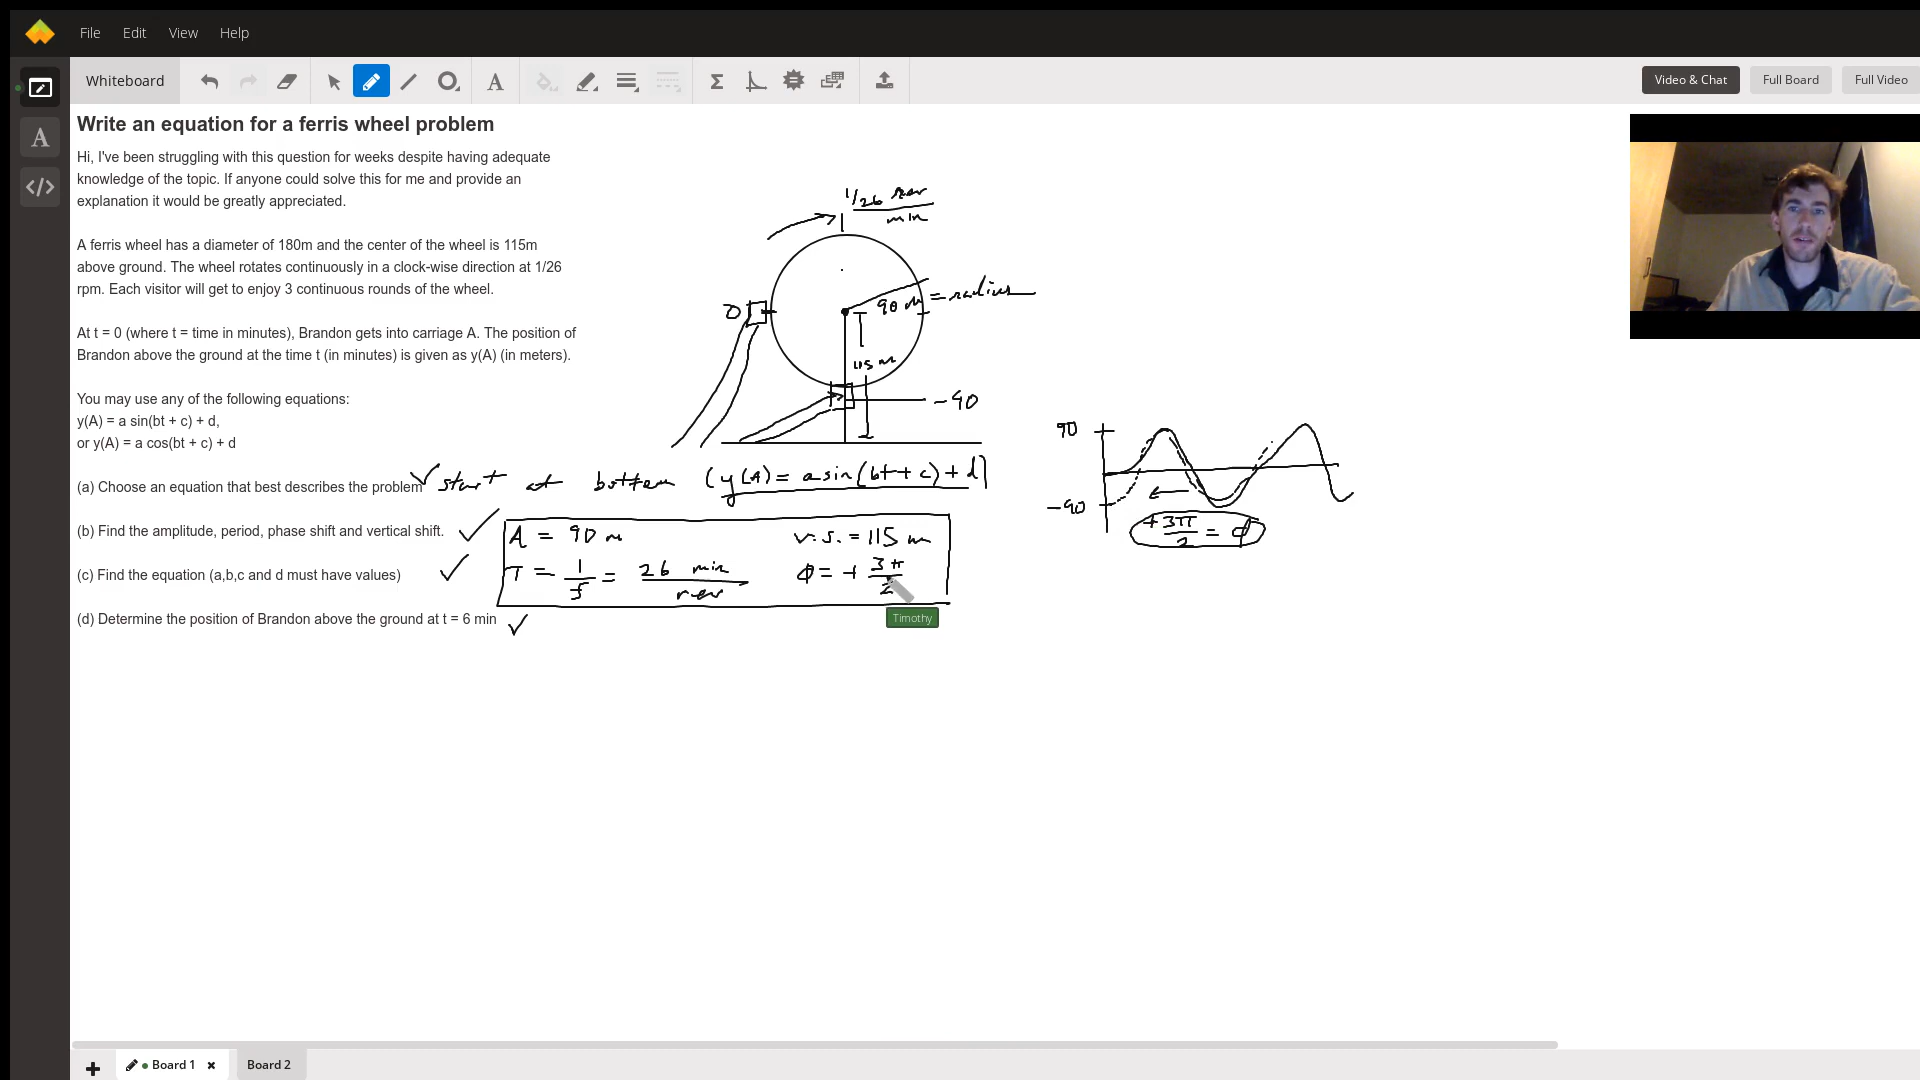 File Edit View Help
Whiteboard
Video & Chat Full Board Full Video
Write an equation for a ferris wheel problem
Hi, I've been struggling with this question for weeks despite having adequate
knowledge of the topic. If anyone could solve this for me and provide an
explanation it would be greatly appreciated.
A ferris wheel has a diameter of 180m and the center of the wheel is 115m
above ground. The wheel rotates continuously in a clock-wise direction at 1/26
rpm. Each visitor will get to enjoy 3 continuous rounds of the wheel.
At t = 0 (where t = time in minutes), Brandon gets into carriage A. The position of
Brandon above the ground at the time t (in minutes) is given as y(A) (in meters).
You may use any of the following equations:
y(A) = a sin(bt + c) + d,
or y(A) = a cos(bt + c) + d
(a) Choose an equation that best describes the problem
(b) Find the amplitude, period, phase shift and vertical shift.
(c) Find the equation (a,b,c and d must have values)
(d) Determine the position of Brandon above the ground at t = 6 min
1/26 rev
min
90 m = radius
0
115 m
-90
start at bottom (y(A) = a sin(bt + c) + d)
A = 90 m v.s. = 115 m
T = 1/f = 26 min/rev φ = + 3π/2
Timothy
90
-90
+3π/2 = φ
Board 1 Board 2